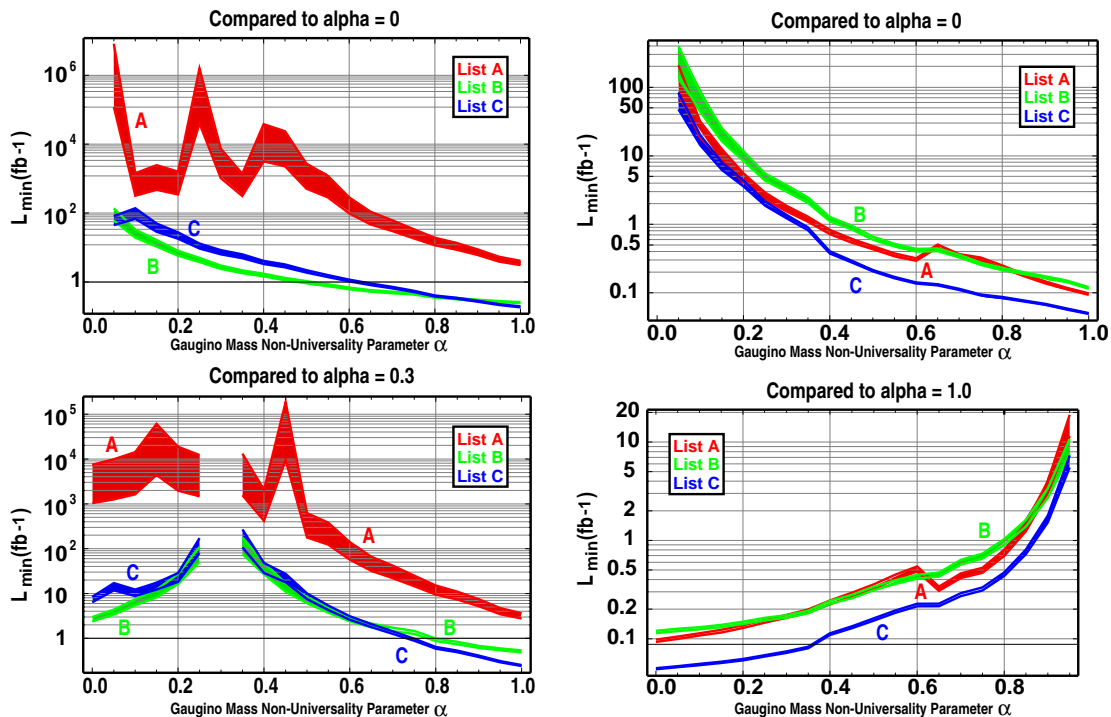 Compared to alpha = 0
10^6
10^4
10^2
1
L min(fb-1)
List A
List B
List C
A
C
B
0.0 0.2 0.4 0.6 0.8 1.0
Gaugino Mass Non-Universality Parameter α
Compared to alpha = 0
100
50
10
5
1
0.5
0.1
L min(fb-1)
List A
List B
List C
B
A
C
0.0 0.2 0.4 0.6 0.8 1.0
Gaugino Mass Non-Universality Parameter α
Compared to alpha = 0.3
10^5
10^4
10^3
10^2
10
1
L min(fb-1)
List A
List B
List C
A
A
C
B
B
C
0.0 0.2 0.4 0.6 0.8 1.0
Gaugino Mass Non-Universality Parameter α
Compared to alpha = 1.0
20
10
5
2
1
0.5
0.2
0.1
L min(fb-1)
List A
List B
List C
B
A
C
0.0 0.2 0.4 0.6 0.8
Gaugino Mass Non-Universality Parameter α